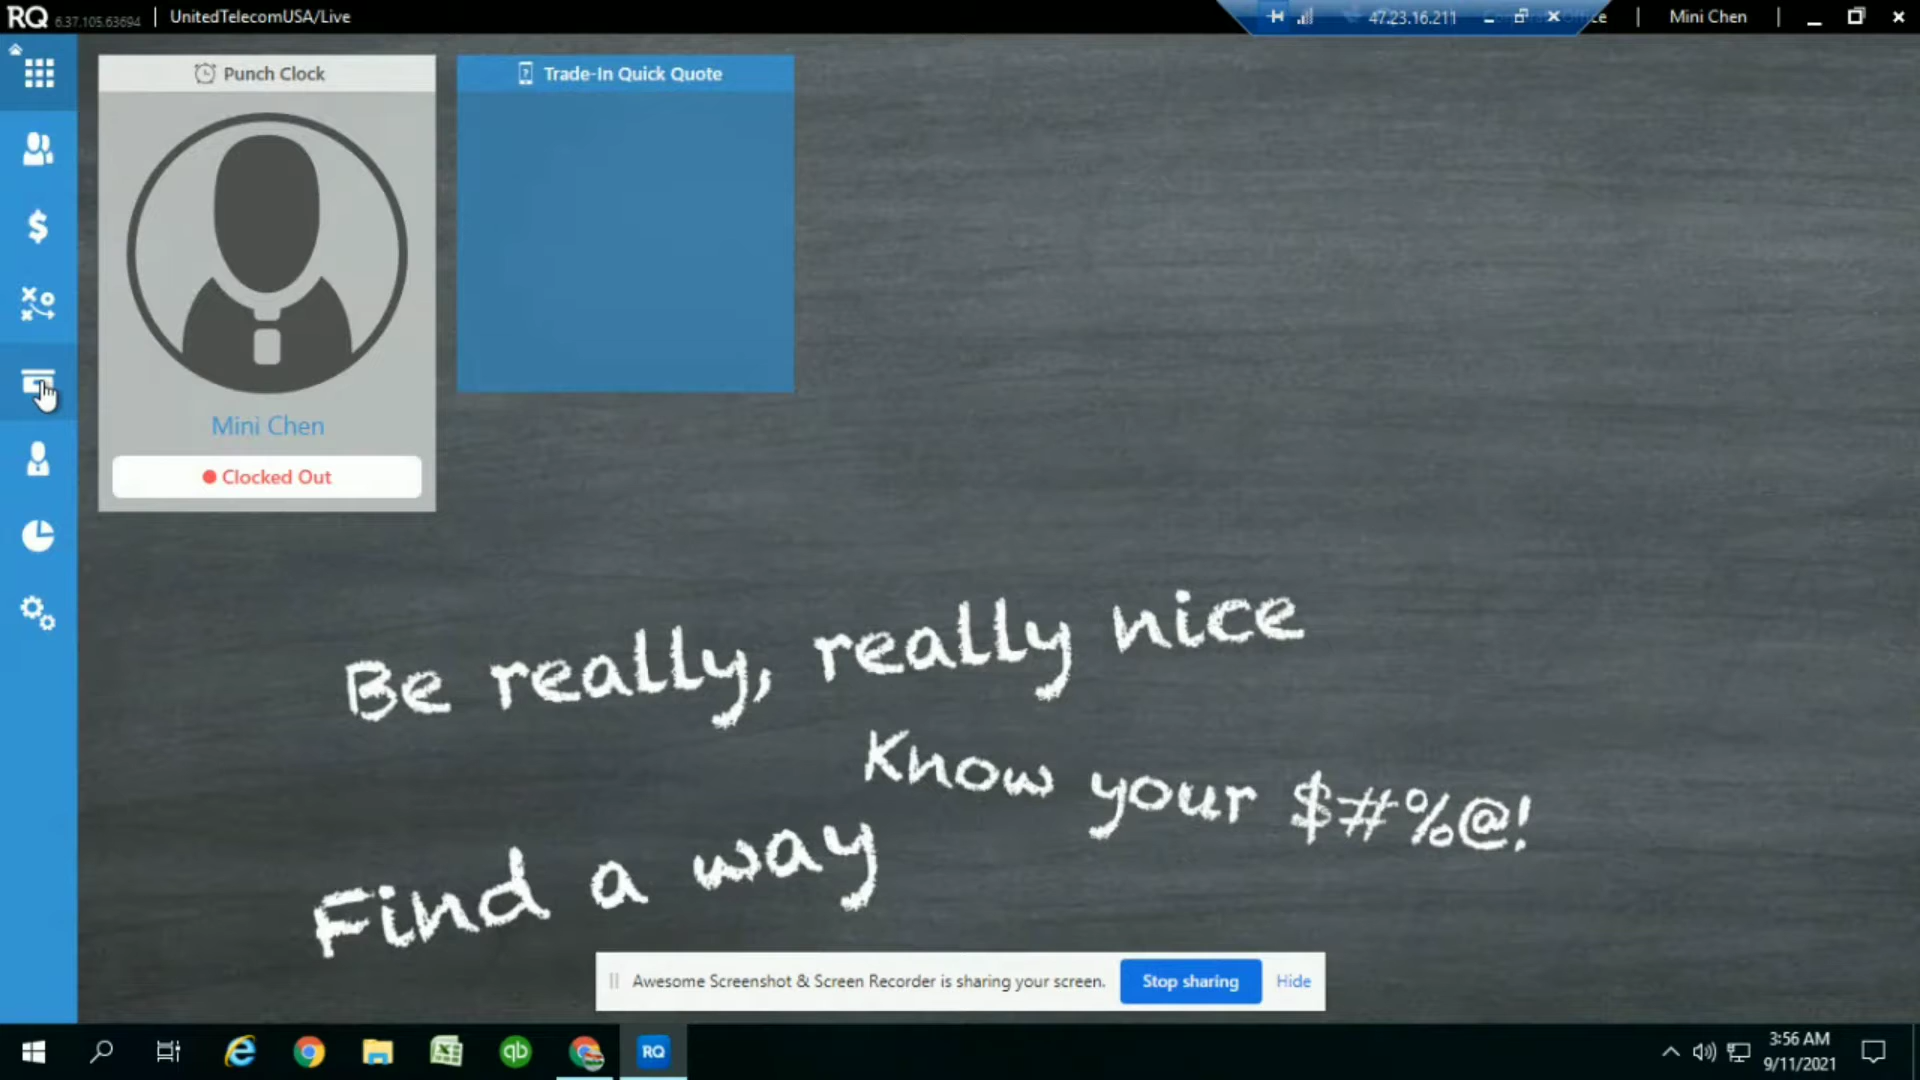 RQ 6.37.105.63694 | UnitedTelecomUSA/Live
47.23.16.211
Mini Chen
Punch Clock
Trade-In Quick Quote
Mini Chen
Clocked Out
Be really, really nice
Know your $#%@!
Find a way
Awesome Screenshot & Screen Recorder is sharing your screen.
Stop sharing
Hide
qb
RQ
3:56 AM
9/11/2021